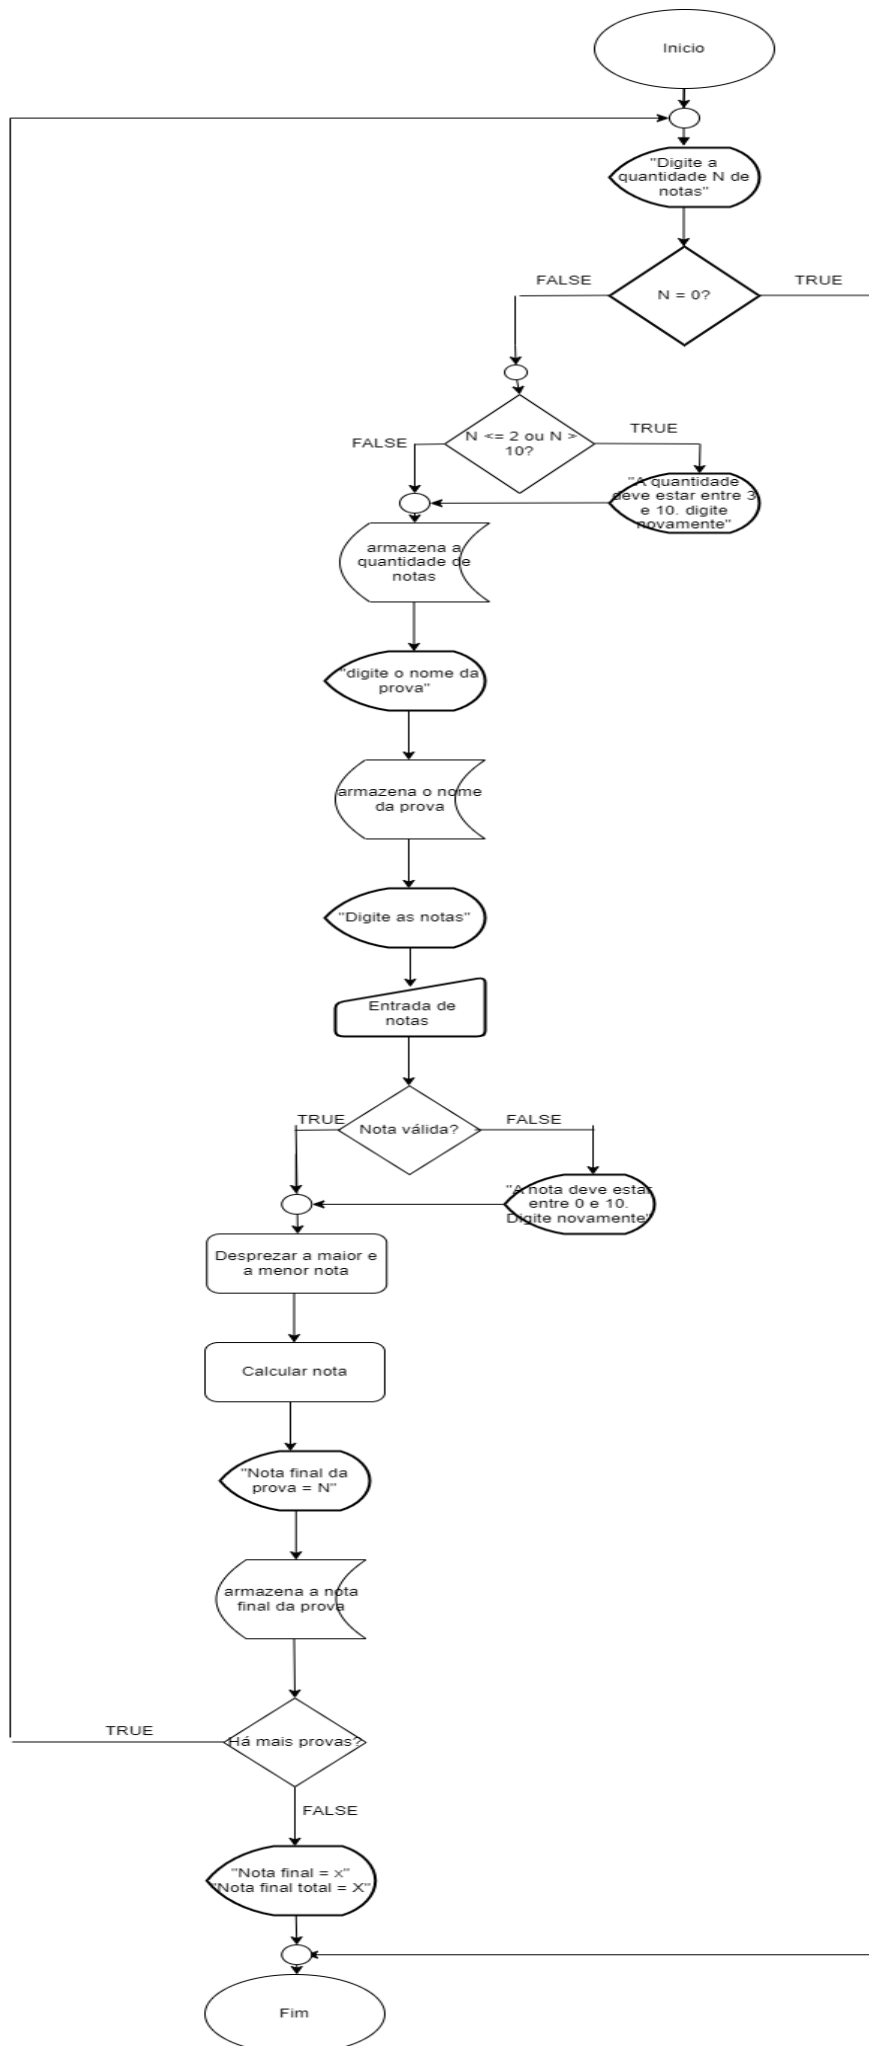 Inicio
"Digite a
quantidade N de
notas"
FALSE
N = 0?
TRUE
FALSE
N <= 2 ou N >
10?
TRUE
"A quantidade
deve estar entre 3
e 10. digite
novamente"
armazena a
quantidade de
notas
"digite o nome da
prova"
armazena o nome
da prova
"Digite as notas"
Entrada de
notas
TRUE
Nota válida?
FALSE
"A nota deve estar
entre 0 e 10.
Digite novamente"
Desprezar a maior e
a menor nota
Calcular nota
"Nota final da
prova = N"
armazena a nota
final da prova
TRUE
Há mais provas?
FALSE
"Nota final = x"
"Nota final total = X"
Fim